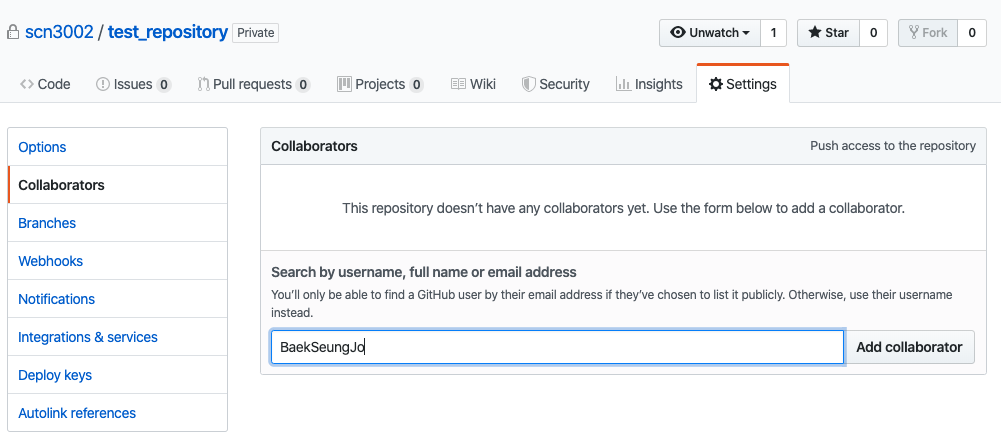 scn3002 / test_repository Private
Unwatch 1 Star 0 Fork 0
Code Issues 0 Pull requests 0 Projects 0 Wiki Security Insights Settings
Options
Collaborators
Branches
Webhooks
Notifications
Integrations & services
Deploy keys
Autolink references
Collaborators Push access to the repository
This repository doesn’t have any collaborators yet. Use the form below to add a collaborator.
Search by username, full name or email address
You’ll only be able to find a GitHub user by their email address if they’ve chosen to list it publicly. Otherwise, use their username
instead.
BaekSeungJo Add collaborator